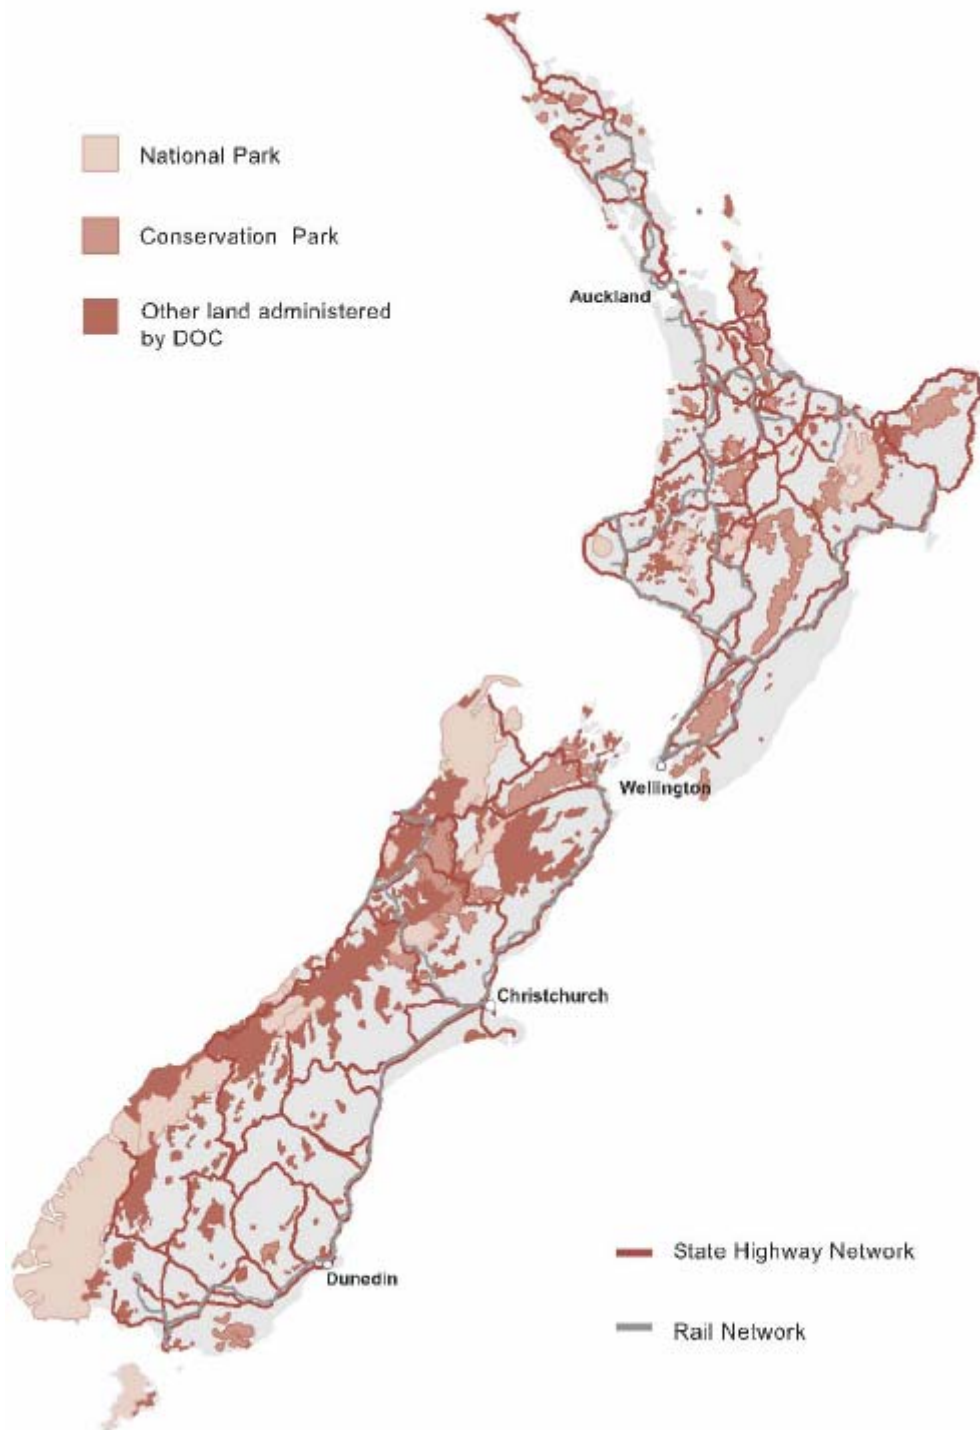 National Park
Conservation Park
Other land administered
by DOC
Auckland
Wellington
Christchurch
Dunedin
State Highway Network
Rail Network